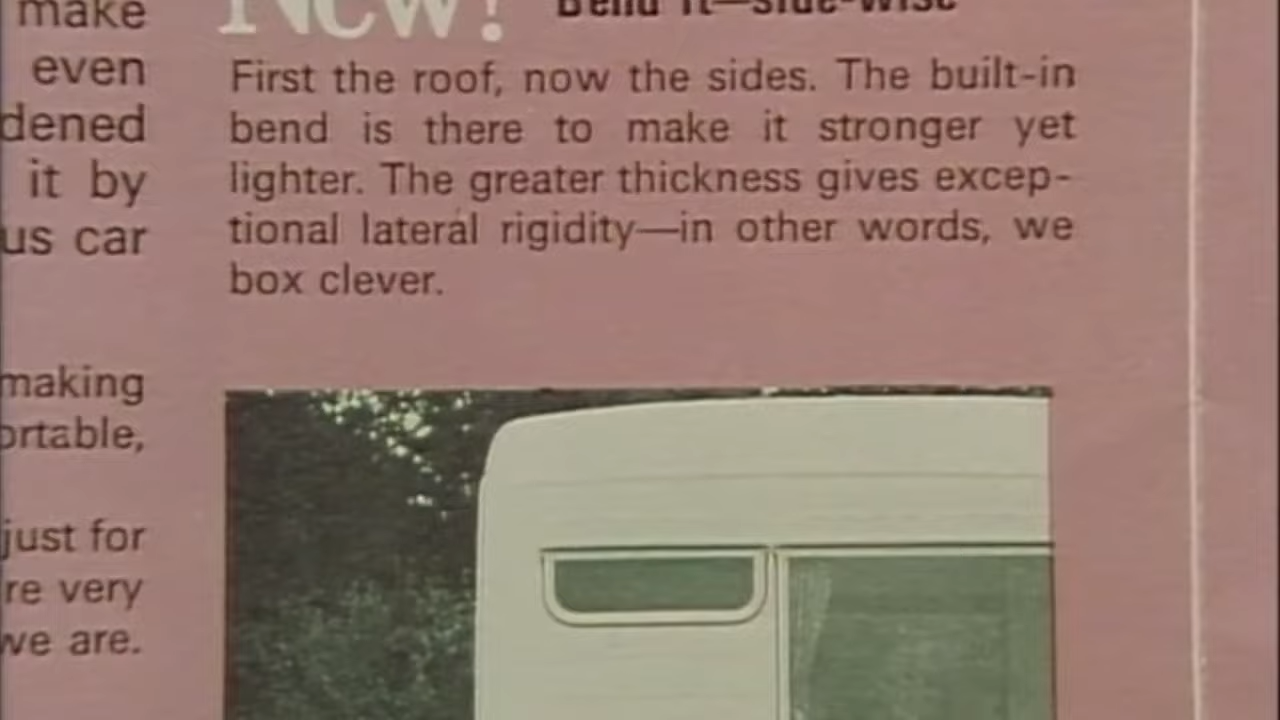 make
even
dened
it by
us car
making
ortable,
just for
re very
we are.
New! Bend it—side-wise
First the roof, now the sides. The built-in
bend is there to make it stronger yet
lighter. The greater thickness gives excep-
tional lateral rigidity—in other words, we
box clever.